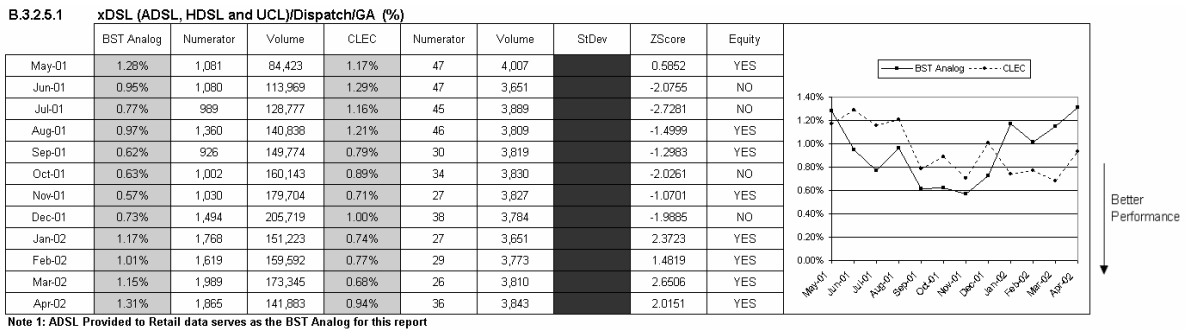 B.3.2.5.1 xDSL (ADSL, HDSL and UCL)/Dispatch/GA (%)
BST Analog Numerator Volume CLEC Numerator Volume StDev ZScore Equity
May-01 1.28% 1,081 84,423 1.17% 47 4,007 0.5852 YES
Jun-01 0.95% 1,080 113,969 1.29% 47 3,651 -2.0755 NO
Jul-01 0.77% 989 128,777 1.16% 45 3,889 -2.7281 NO
Aug-01 0.97% 1,360 140,838 1.21% 46 3,809 -1.4999 YES
Sep-01 0.62% 926 149,774 0.79% 30 3,819 -1.2983 YES
Oct-01 0.63% 1,002 160,143 0.89% 34 3,830 -2.0261 NO
Nov-01 0.57% 1,030 179,704 0.71% 27 3,827 -1.0701 YES
Dec-01 0.73% 1,494 205,719 1.00% 38 3,784 -1.9885 NO
Jan-02 1.17% 1,768 151,223 0.74% 27 3,651 2.3723 YES
Feb-02 1.01% 1,619 159,592 0.77% 29 3,773 1.4819 YES
Mar-02 1.15% 1,989 173,345 0.68% 26 3,810 2.6506 YES
Apr-02 1.31% 1,865 141,883 0.94% 36 3,843 2.0151 YES
Note 1: ADSL Provided to Retail data serves as the BST Analog for this report
BST Analog CLEC
1.40%
1.20%
1.00%
0.80%
0.60%
0.40%
0.20%
0.00%
May-01 Jun-01 Jul-01 Aug-01 Sep-01 Oct-01 Nov-01 Dec-01 Jan-02 Feb-02 Mar-02 Apr-02
Better
Performance